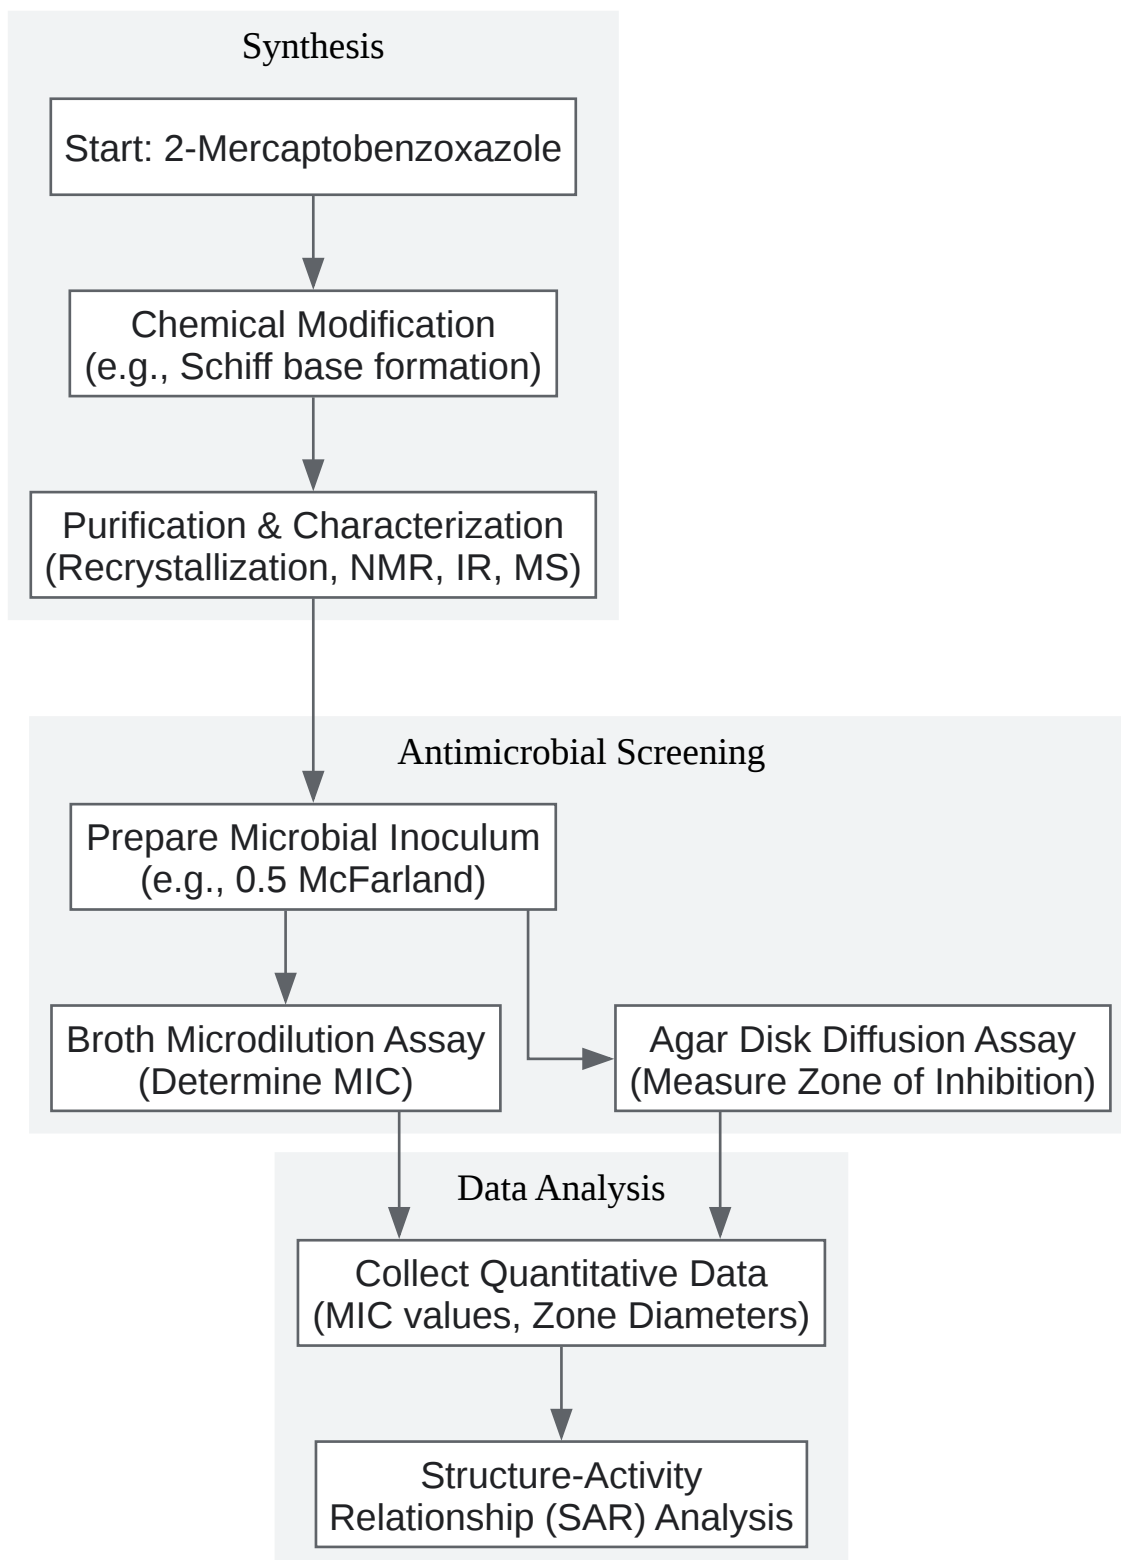 Synthesis
Start: 2-Mercaptobenzoxazole
Chemical Modification
(e.g., Schiff base formation)
Purification & Characterization
(Recrystallization, NMR, IR, MS)
Antimicrobial Screening
Prepare Microbial Inoculum
(e.g., 0.5 McFarland)
Broth Microdilution Assay
(Determine MIC)
Agar Disk Diffusion Assay
(Measure Zone of Inhibition)
Data Analysis
Collect Quantitative Data
(MIC values, Zone Diameters)
Structure-Activity
Relationship (SAR) Analysis